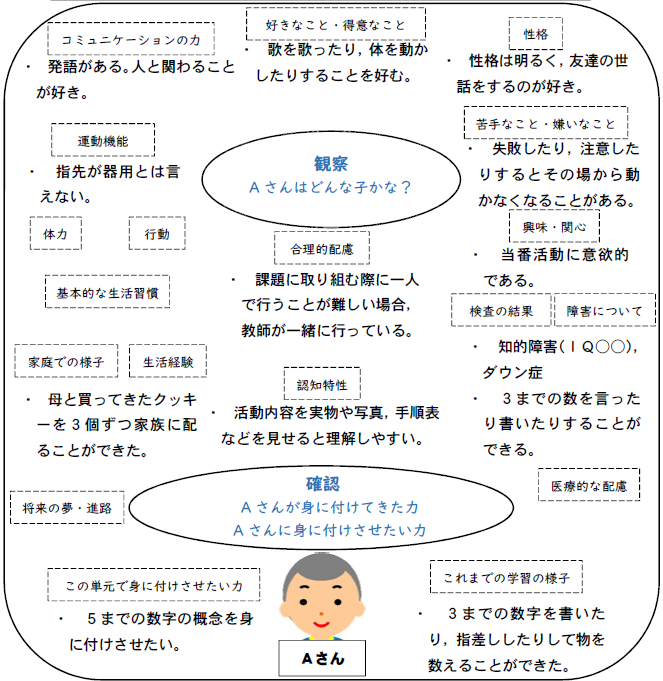 コミュニケーションの力
・ 発語がある。人と関わること
が好き。
好きなこと・得意なこと
・ 歌を歌ったり，体を動か
したりすることを好む。
性格
・ 性格は明るく，友達の世
話をするのが好き。
運動機能
・ 指先が器用とは言
えない。
観察
Ａさんはどんな子かな？
苦手なこと・嫌いなこと
・ 失敗したり，注意した
りするとその場から動
かなくなることがある。
体力
行動
基本的な生活習慣
合理的配慮
・ 課題に取り組む際に一人
で行うことが難しい場合，
教師が一緒に行っている。
興味・関心
・ 当番活動に意欲的
である。
検査の結果
障害について
・ 知的障害（ＩＱ○○），
ダウン症
・ ３までの数を言った
り書いたりすることが
できる。
家庭での様子
生活経験
・ 母と買ってきたクッキ
ーを３個ずつ家族に配
ることができた。
認知特性
・ 活動内容を実物や写真，手順表
などを見せると理解しやすい。
将来の夢・進路
確認
Ａさんが身に付けてきた力
Ａさんに身に付けさせたい力
医療的な配慮
この単元で身に付けさせたい力
・ ５までの数字の概念を身
に付けさせたい。
Ａさん
これまでの学習の様子
・ ３までの数字を書いた
り，指差ししたりして物を
数えることができた。